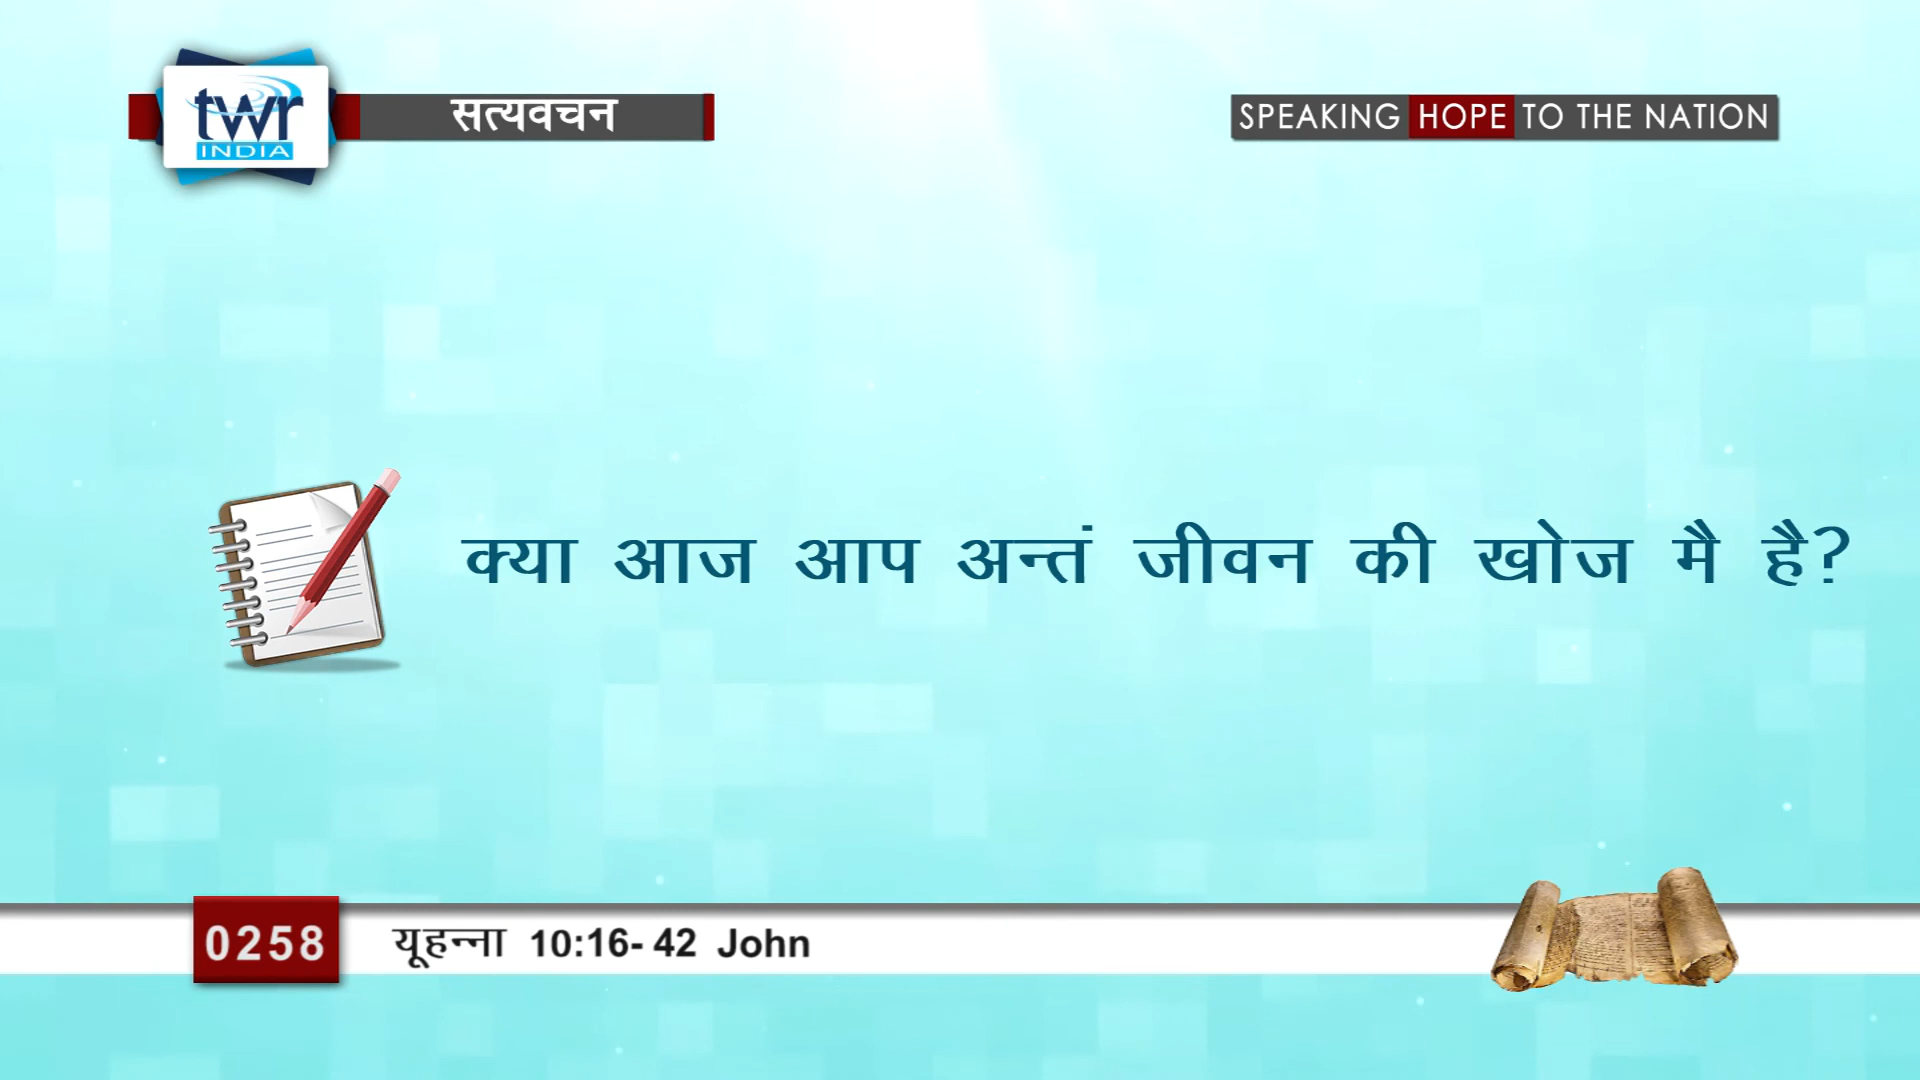 twr
INDIA
सत्यवचन
SPEAKING HOPE TO THE NATION
क्या आज आप अन्तं जीवन की खोज मै है?
0258
यूहन्ना 10:16- 42 John